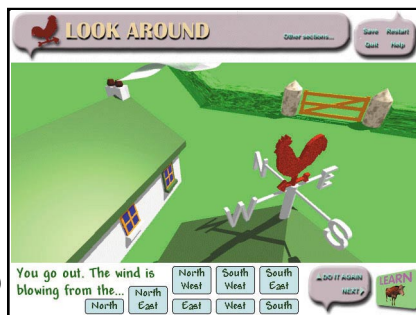 LOOK AROUND
Other sections...
Save Restart
Quit Help
N
E
W
O
You go out. The wind is
blowing from the...
North West
South West
South East
North
North East
East
West
South
DO IT AGAIN
NEXT
LEARN